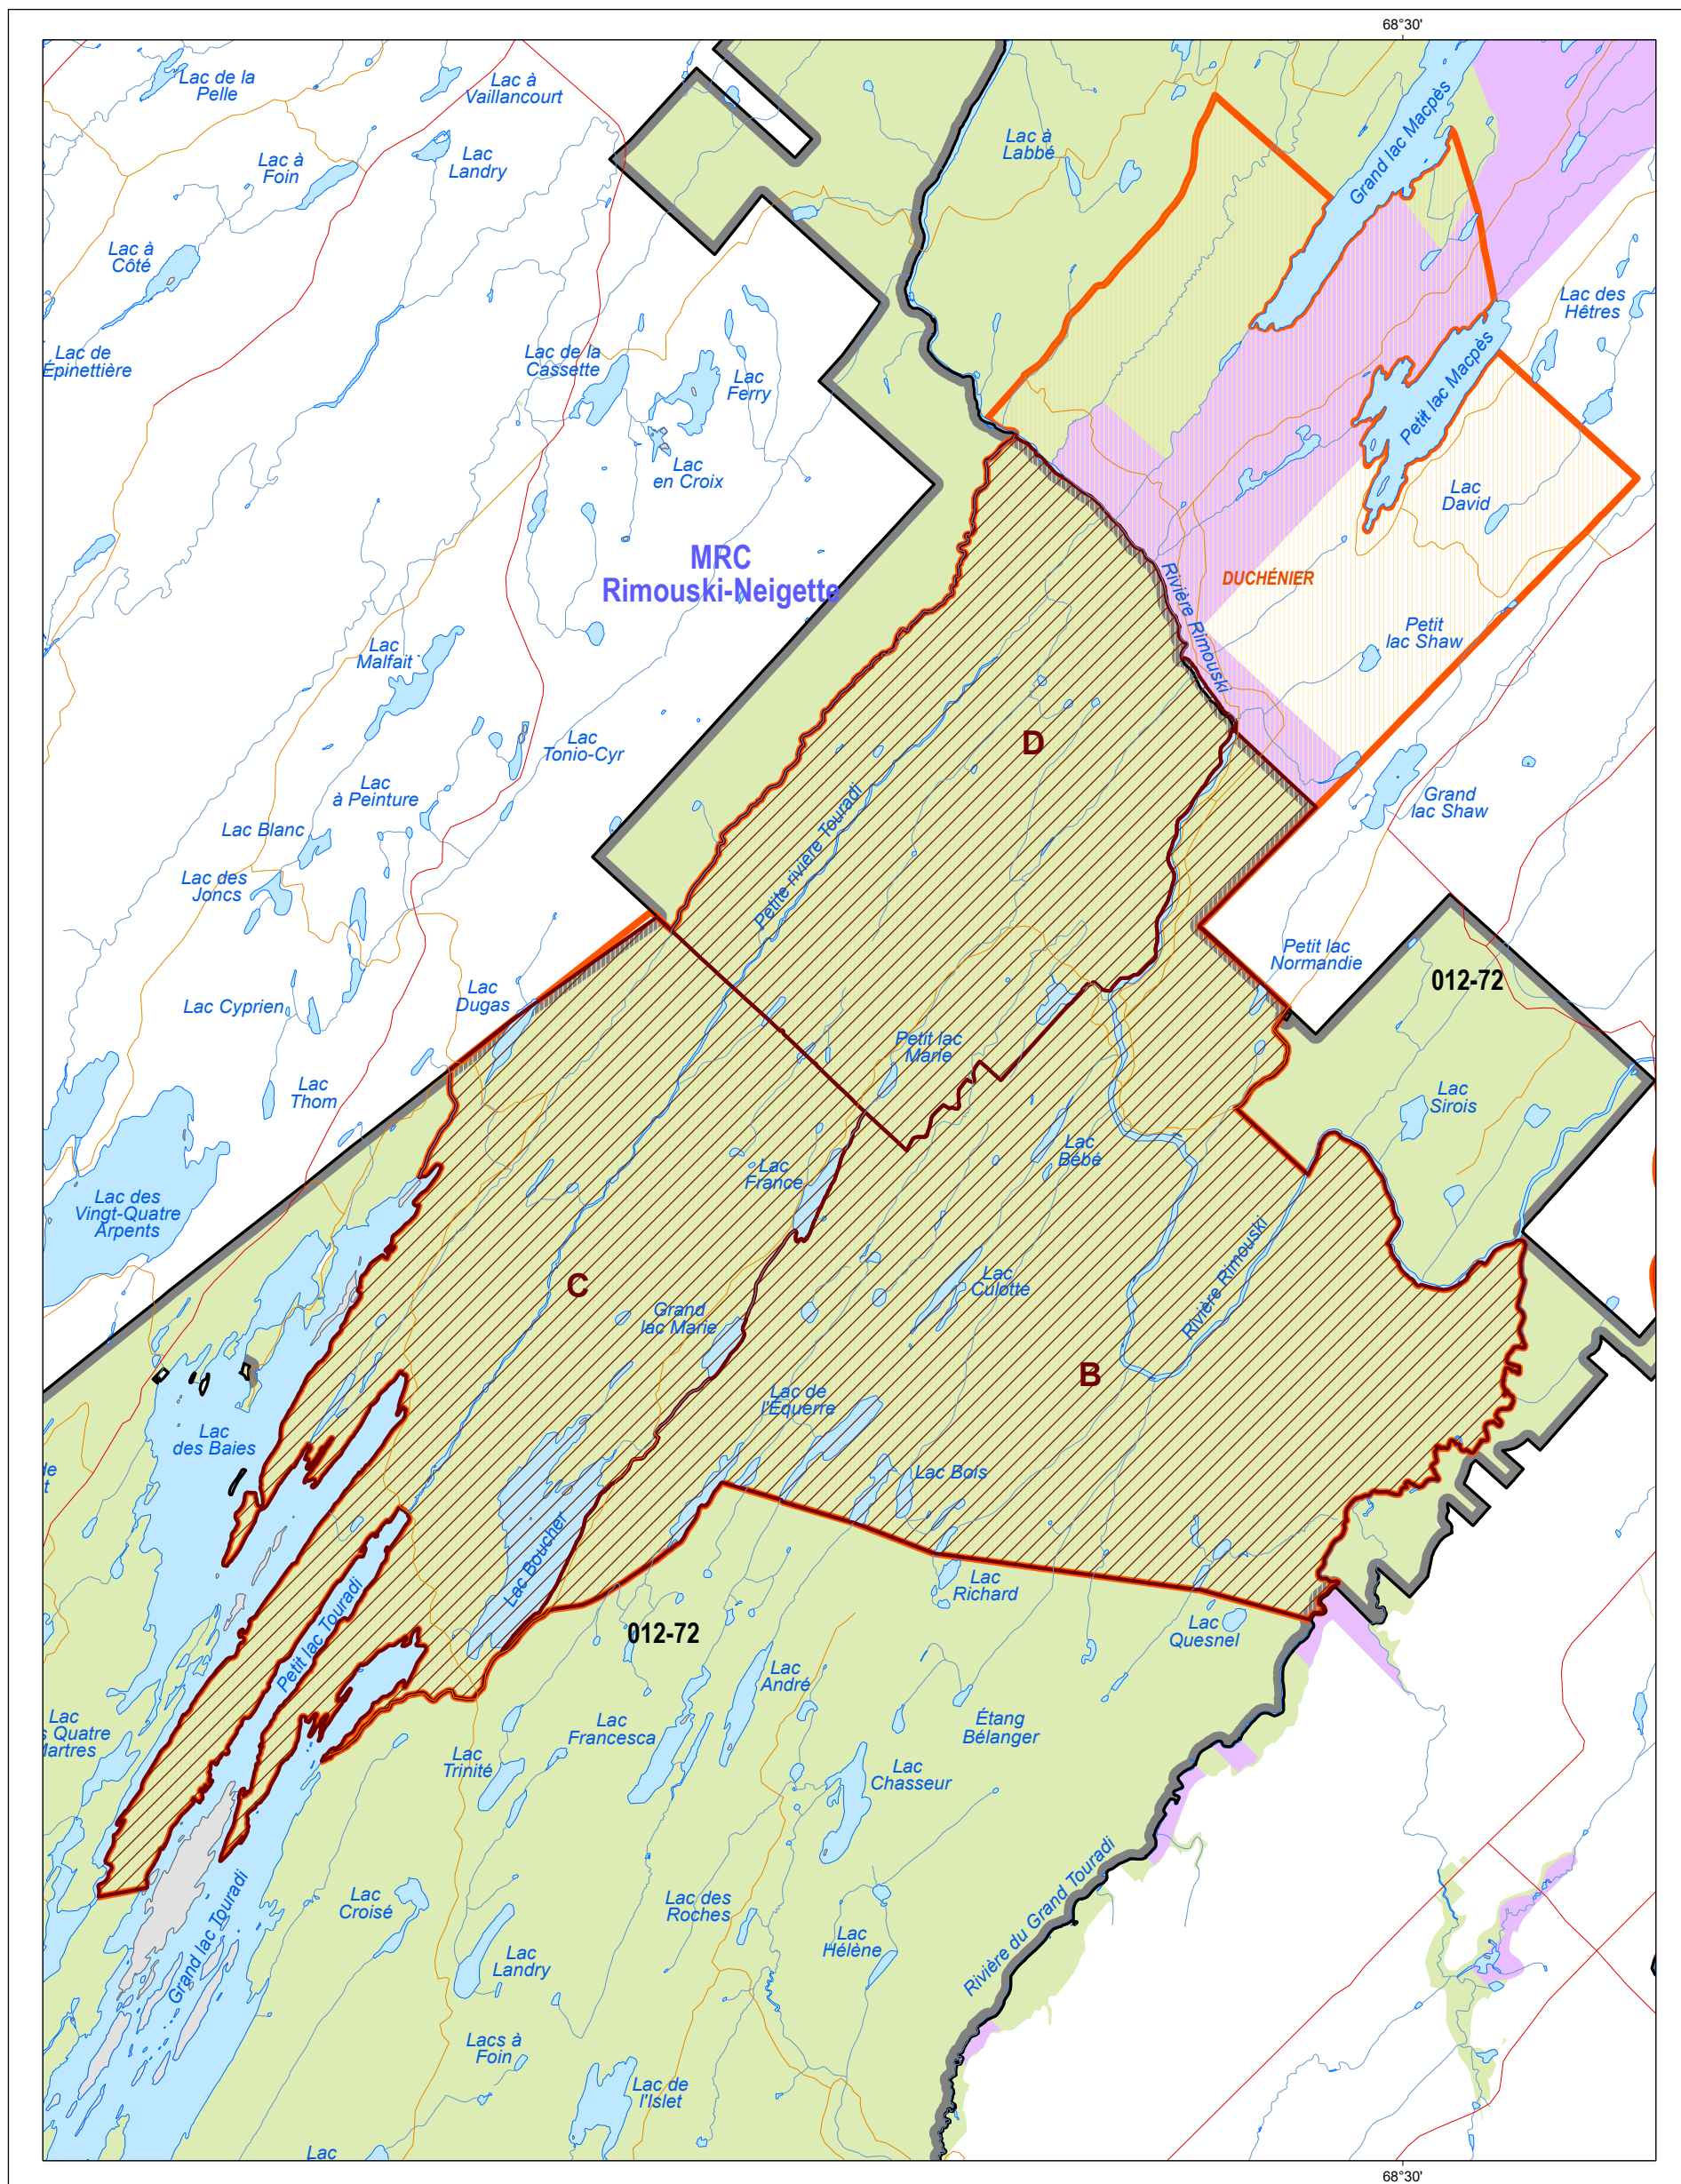 68°30'
Lac de la
Pelle
Lac à
Vaillancourt
Lac à
Foin
Lac
Landry
Lac à
Labbé
Grand lac Macpès
Lac à
Côté
Lac des
Hêtres
Lac de
Épinettière
Lac de la
Cassette
Lac
Ferry
Petit lac Macpès
Lac
en Croix
Lac
David
MRC
Rimouski-Neigette
DUCHÉNIER
Rivière Rimouski
Petit
lac Shaw
Lac
Malfait
Lac
Tonio-Cyr
D
Lac
à Peinture
Grand
lac Shaw
Lac Blanc
Petite rivière Touradi
Lac des
Joncs
Petit lac
Normandie
012-72
Lac
Dugas
Lac Cyprien
Petit lac
Marie
Lac
Thom
Lac
Sirois
Lac
Bébé
Lac
France
Lac des
Vingt-Quatre
Arpents
Rivière Rimouski
C
Lac
Culotte
Grand
lac Marie
B
Lac de
l'Équerre
Lac
des Baies
Lac Bois
Lac Boucher
Lac
Richard
Petit lac Touradi
012-72
Lac
Quesnel
Lac
André
Lac
s Quatre
Martres
Lac
Francesca
Étang
Bélanger
Lac
Trinité
Lac
Chasseur
Rivière du Grand Touradi
Grand lac Touradi
Lac
Croisé
Lac des
Roches
Lac
Hélène
Lac
Landry
Lacs à
Foin
Lac de
l'Islet
Lac
68°30'